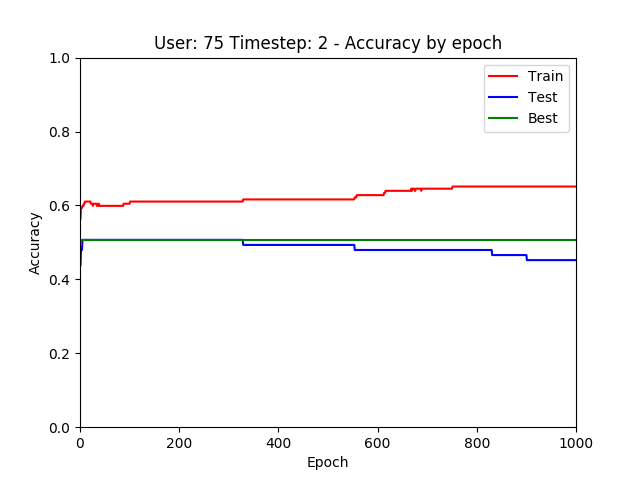 User: 75 Timestep: 2 - Accuracy by epoch
1.0
0.8
0.6
0.4
0.2
0.0
Accuracy
Train
Test
Best
0 200 400 600 800 1000
Epoch